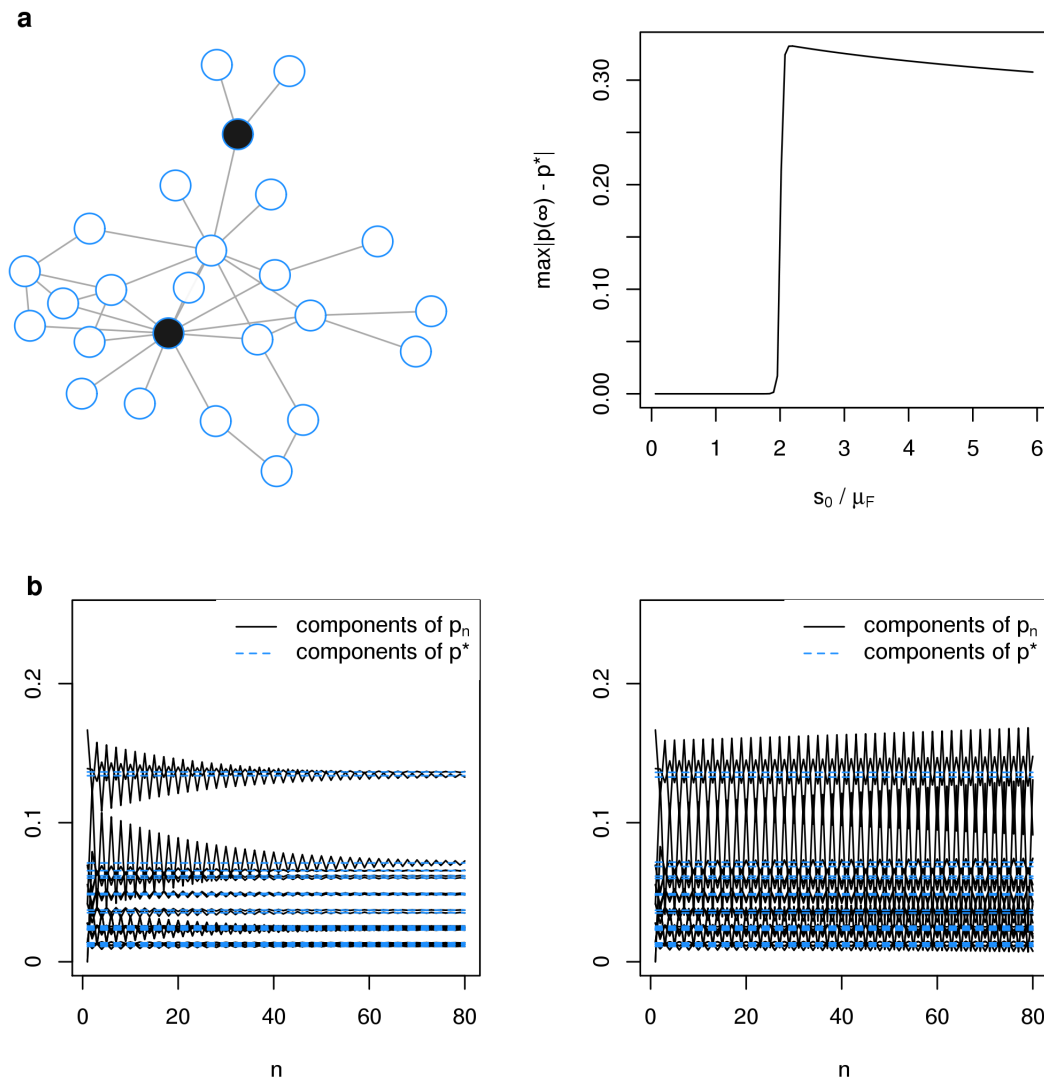 a
max|p(∞) - p*|
0.00
0.10
0.20
0.30
0 1 2 3 4 5 6
s₀ / μ_F
b
components of pₙ
components of p*
0
0.1
0.2
0 20 40 60 80
n
components of pₙ
components of p*
0
0.1
0.2
0 20 40 60 80
n